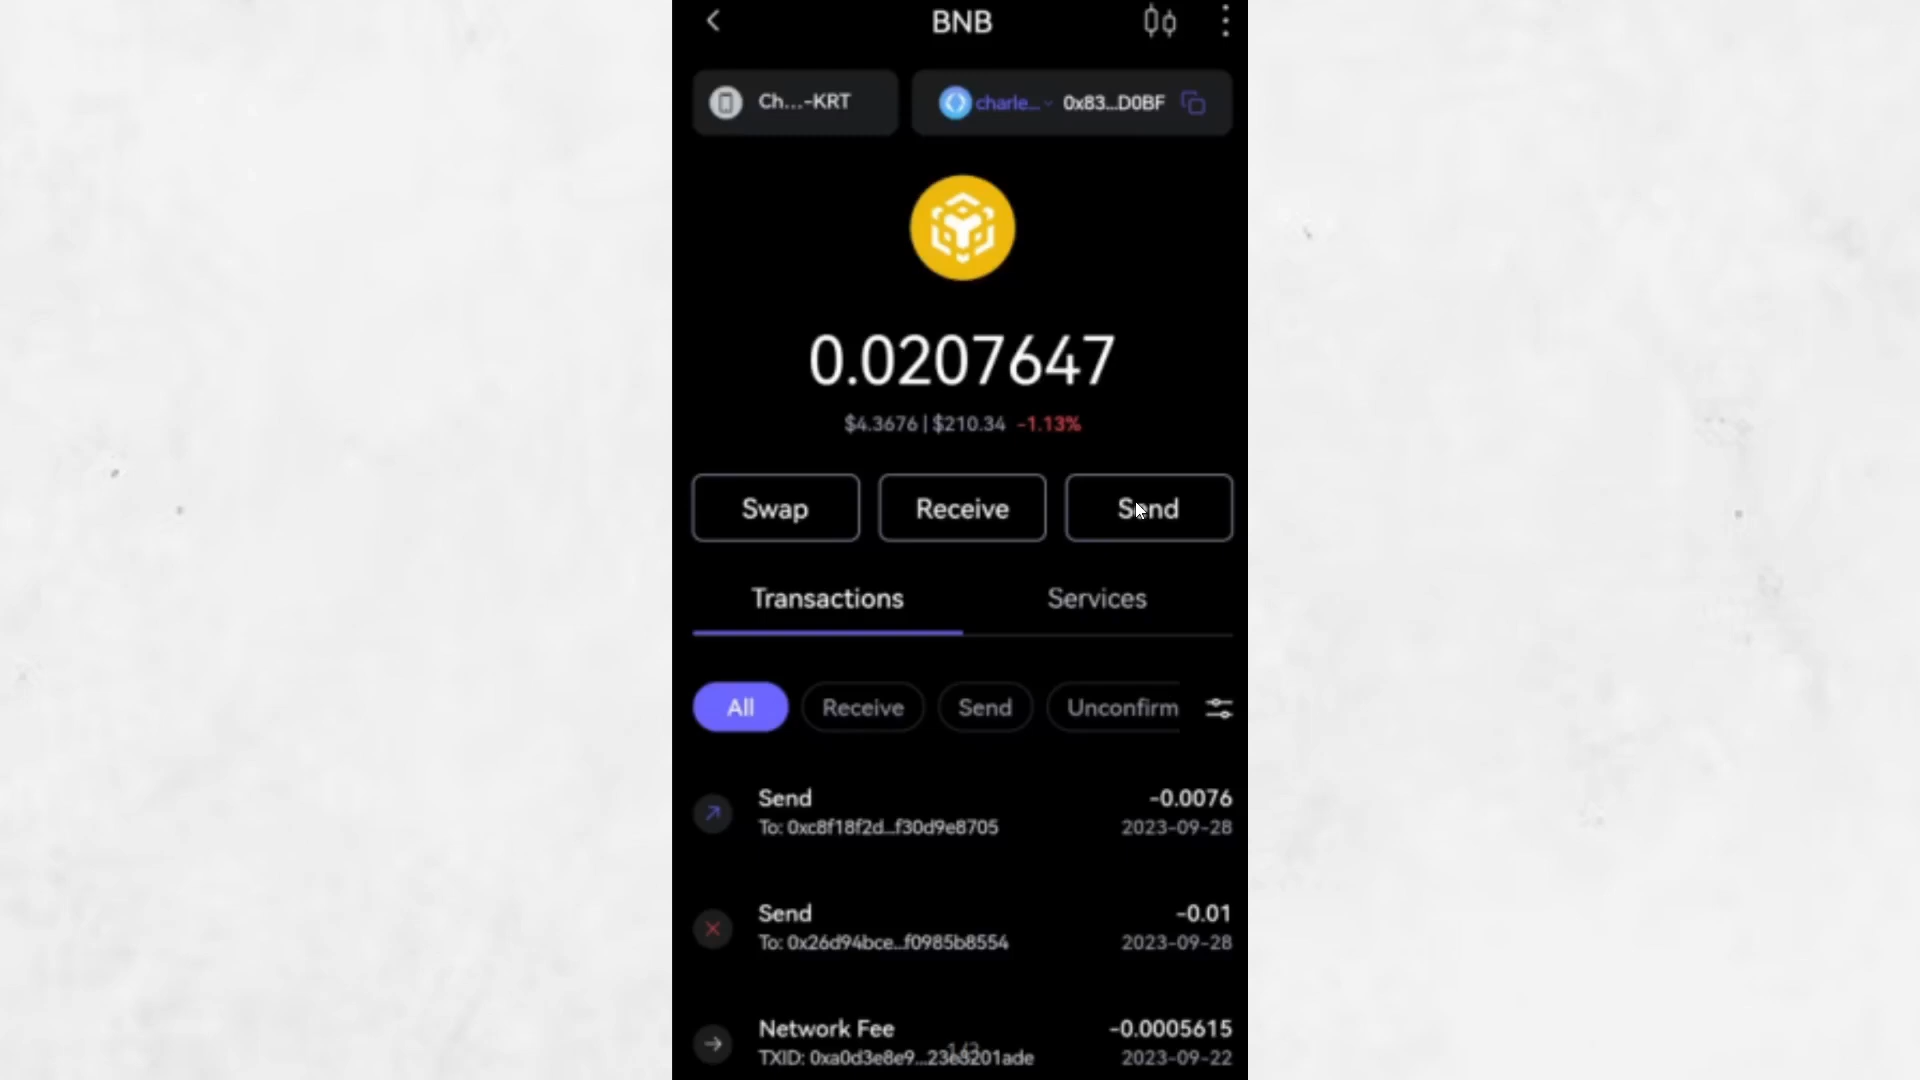 BNB
Ch...-KRT
charle... 0x83...D0BF
0.0207647
$4.3676 | $210.34 -1.13%
Swap
Receive
Send
Transactions
Services
All
Receive
Send
Unconfirm
Send
-0.0076
To: 0xc8f18f2d...f30d9e8705
2023-09-28
Send
-0.01
To: 0x26d94bce...f0985b8554
2023-09-28
Network Fee
-0.0005615
TXID: 0xa0d3e8e9...23e3201ade
2023-09-22